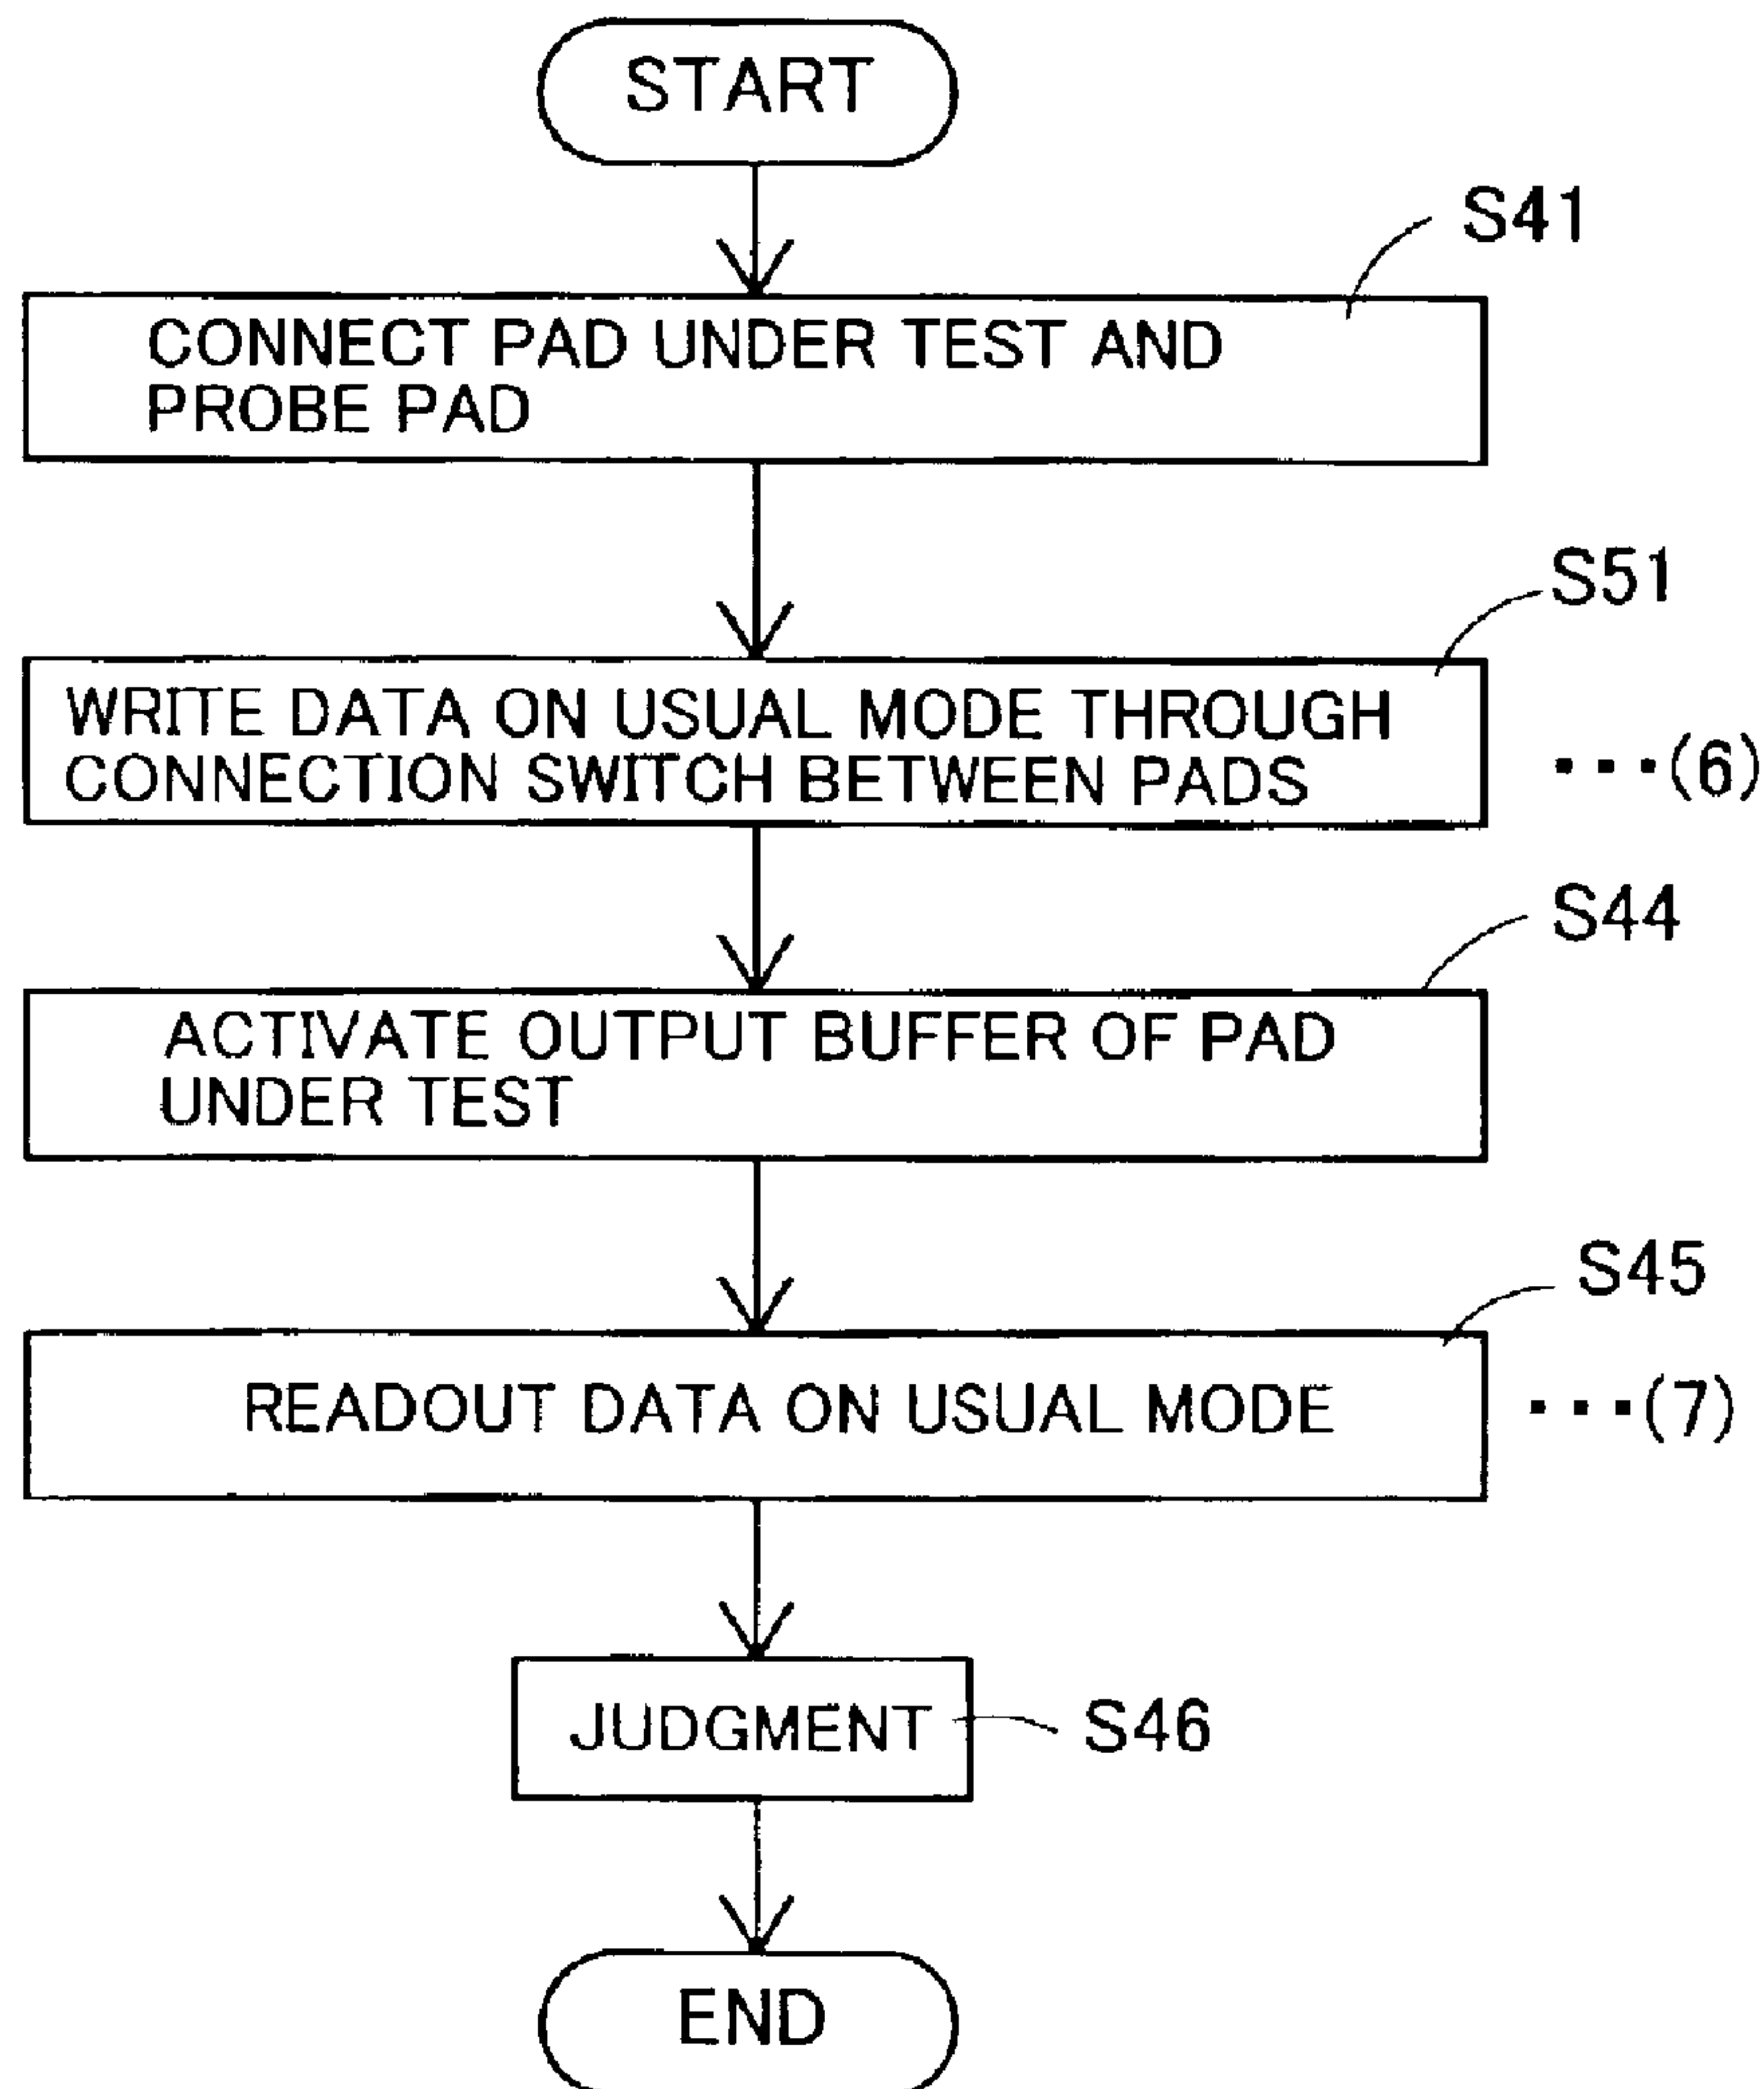 START
S41
CONNECT PAD UNDER TEST AND
PROBE PAD
S51
WRITE DATA ON USUAL MODE THROUGH
CONNECTION SWITCH BETWEEN PADS
▪▪▪(6)
S44
ACTIVATE OUTPUT BUFFER OF PAD
UNDER TEST
S45
READOUT DATA ON USUAL MODE
▪▪▪(7)
JUDGMENT
S46
END